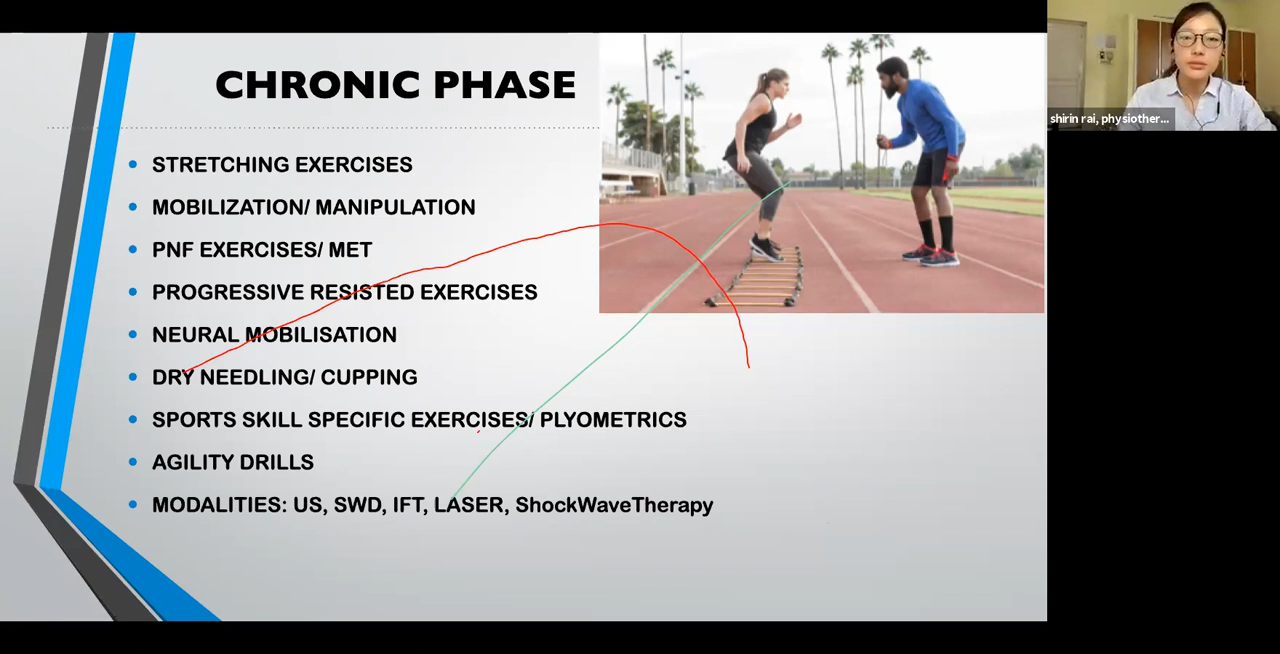 CHRONIC PHASE
STRETCHING EXERCISES
MOBILIZATION/ MANIPULATION
PNF EXERCISES/ MET
PROGRESSIVE RESISTED EXERCISES
NEURAL MOBILISATION
DRY NEEDLING/ CUPPING
SPORTS SKILL SPECIFIC EXERCISES/ PLYOMETRICS
AGILITY DRILLS
MODALITIES: US, SWD, IFT, LASER, ShockWaveTherapy
shirin rai, physiother...